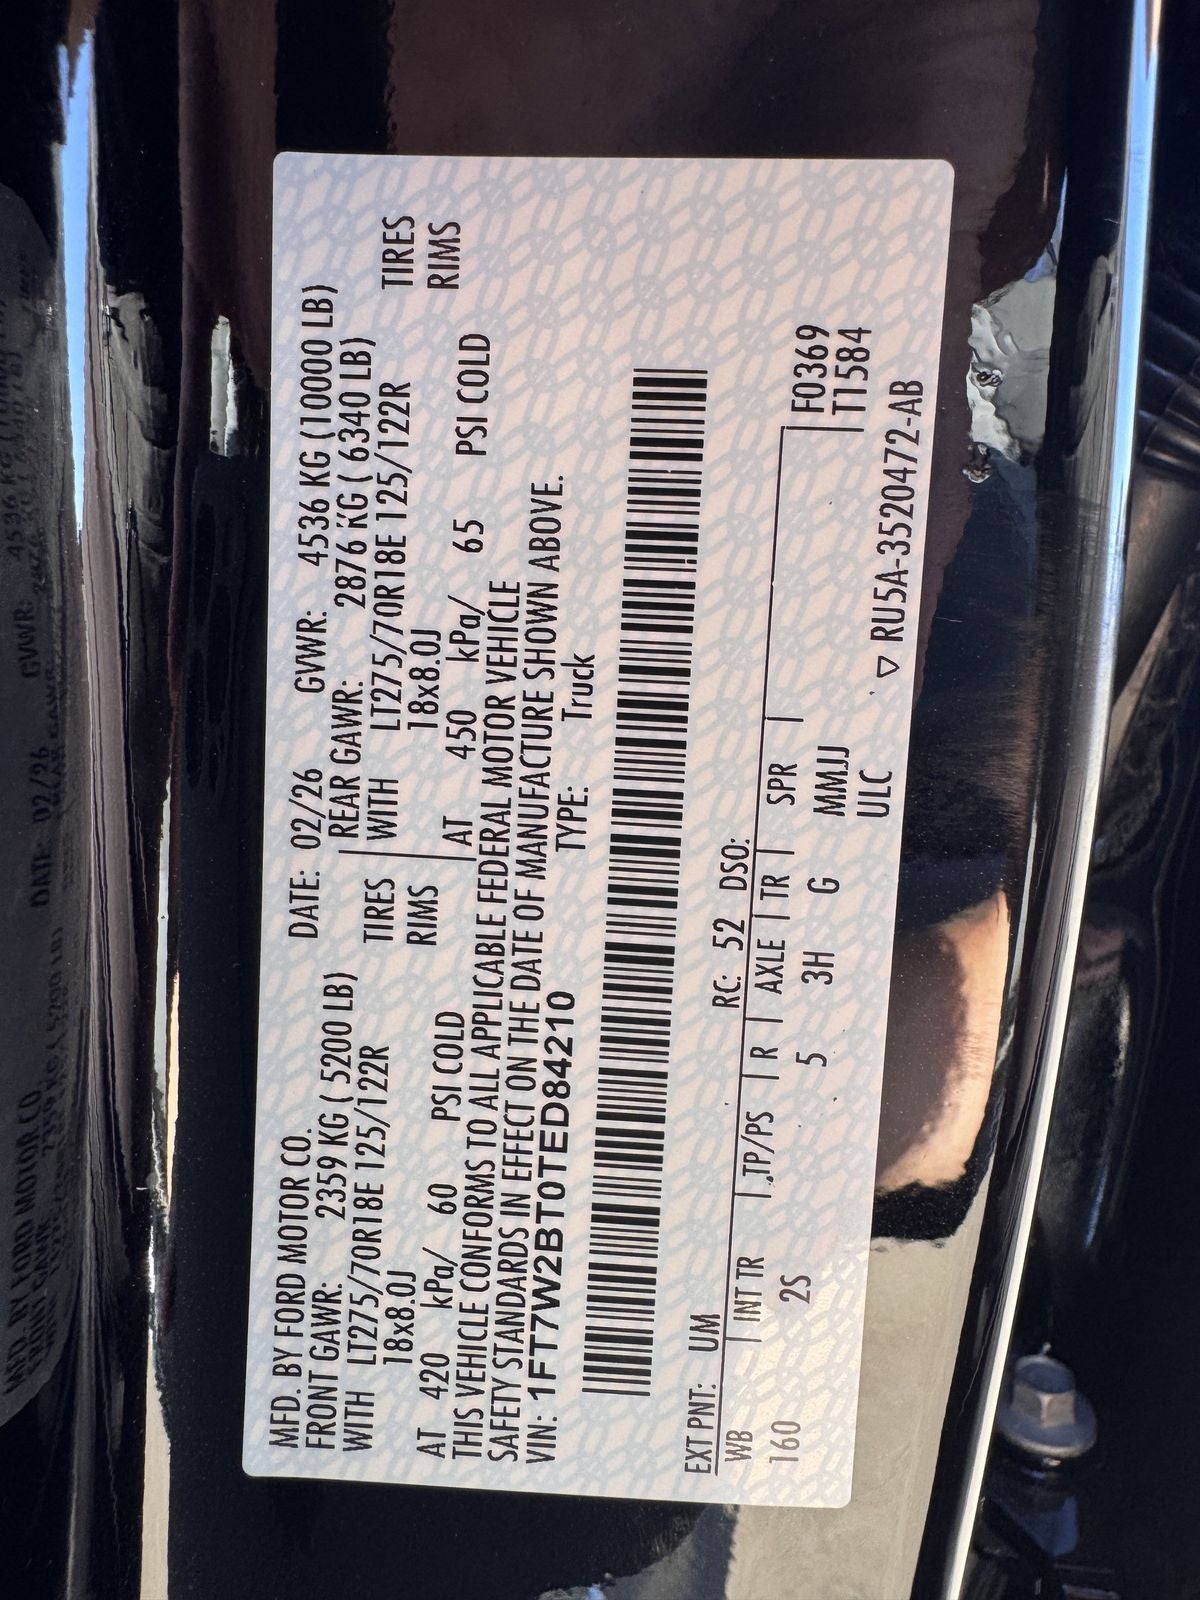 MFD. BY FORD MOTOR CO.
DATE: 02/26 GVWR: 4536 KG (10000 LB)
FRONT GAWR: 2359 KG ( 5200 LB)
REAR GAWR: 2876 KG ( 6340 LB)
WITH LT275/70R18E 125/122R TIRES
WITH LT275/70R18E 125/122R TIRES
18x8.0J RIMS
18x8.0J RIMS
AT 420 kPa/ 60 PSI COLD
AT 450 kPa/ 65 PSI COLD
THIS VEHICLE CONFORMS TO ALL APPLICABLE FEDERAL MOTOR VEHICLE
SAFETY STANDARDS IN EFFECT ON THE DATE OF MANUFACTURE SHOWN ABOVE.
VIN: 1FT7W2BT0TED84210 TYPE: Truck
EXT PNT: UM RC: 52 DSO:
WB INT TR TP/PS R AXLE TR SPR F0369
160 2S 5 3H G MMJJ T1584
ULC
▽ RU5A-3520472-AB